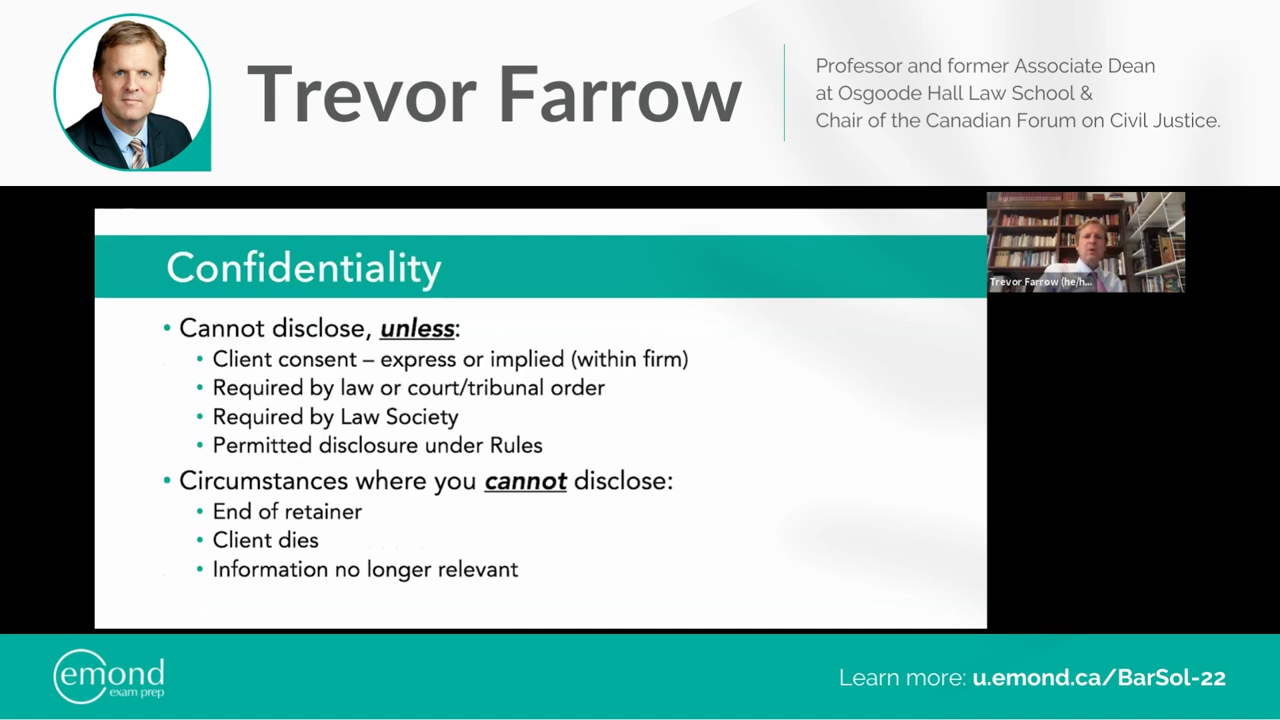 Trevor Farrow
Professor and former Associate Dean
at Osgoode Hall Law School &
Chair of the Canadian Forum on Civil Justice.
Confidentiality
• Cannot disclose, unless:
• Client consent – express or implied (within firm)
• Required by law or court/tribunal order
• Required by Law Society
• Permitted disclosure under Rules
• Circumstances where you cannot disclose:
• End of retainer
• Client dies
• Information no longer relevant
Trevor Farrow (he/h...
emond
exam prep
Learn more: u.emond.ca/BarSol-22